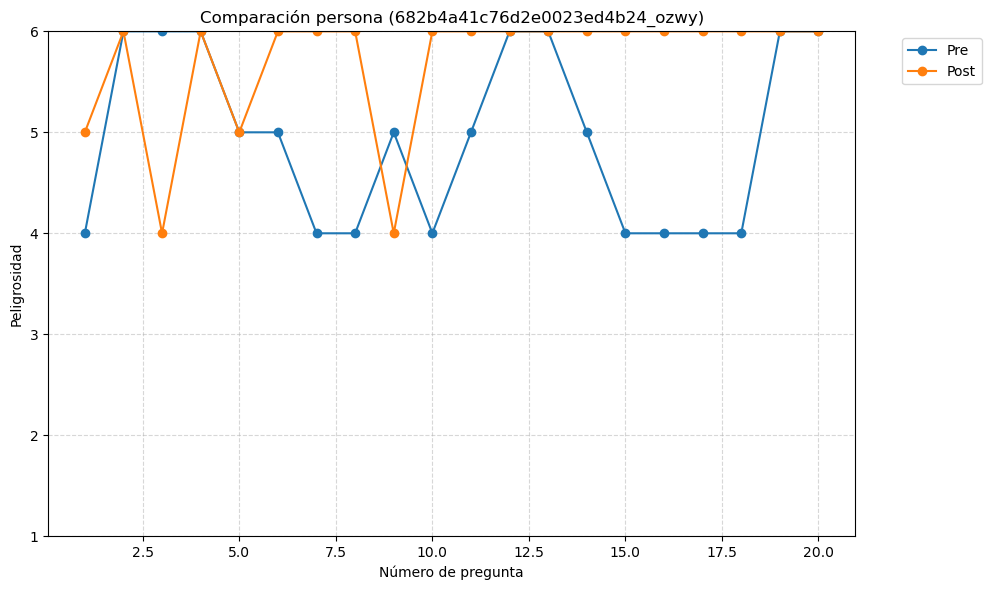 Comparación persona (682b4a41c76d2e0023ed4b24_ozwy)
Pre
Post
Peligrosidad
6
5
4
3
2
1
2.5 5.0 7.5 10.0 12.5 15.0 17.5 20.0
Número de pregunta